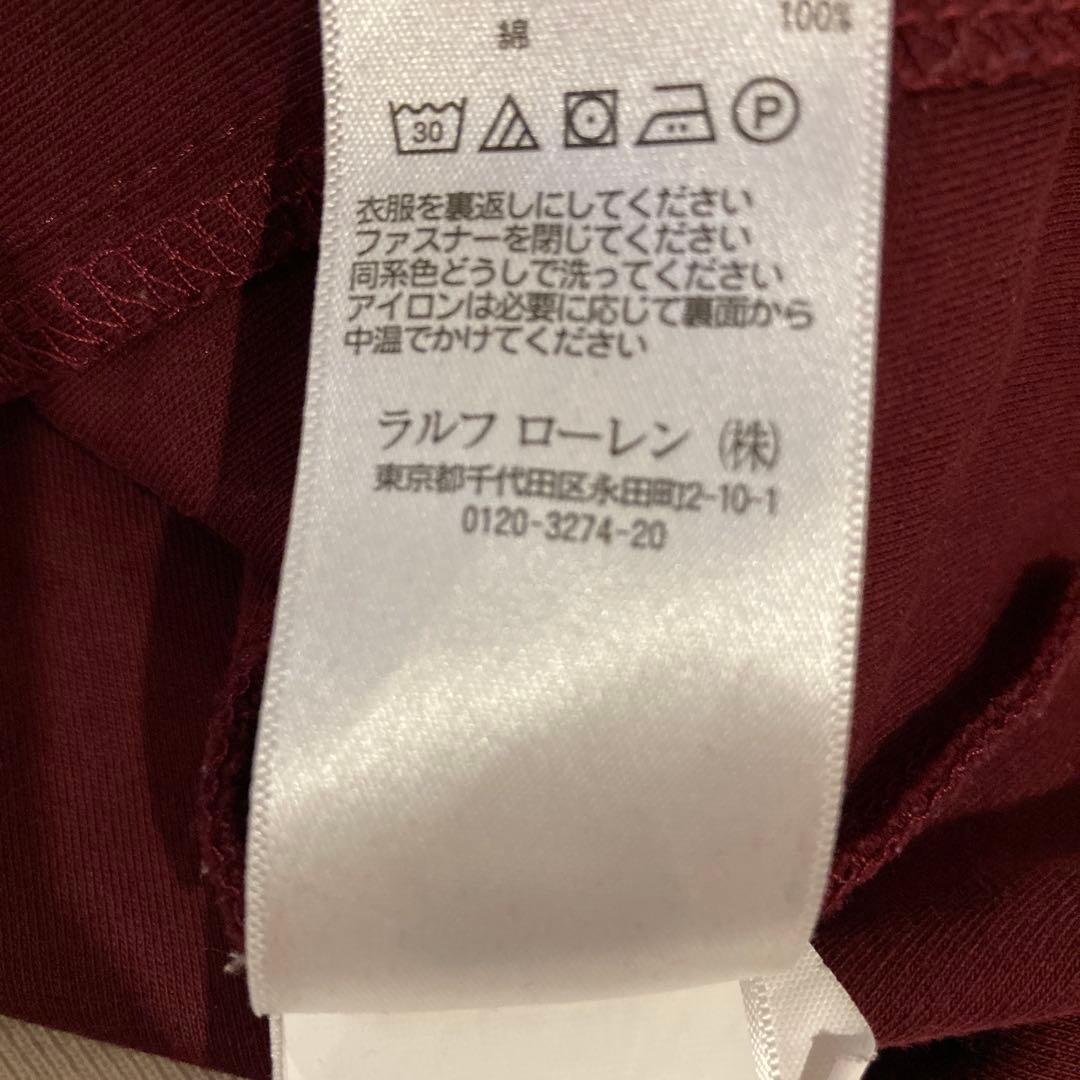 綿 100%
30 P
衣服を裏返しにしてください
ファスナーを閉じてください
同系色どうしで洗ってください
アイロンは必要に応じて裏面から
中温でかけてください
ラルフ ローレン (株)
東京都千代田区永田町2-10-1
0120-3274-20